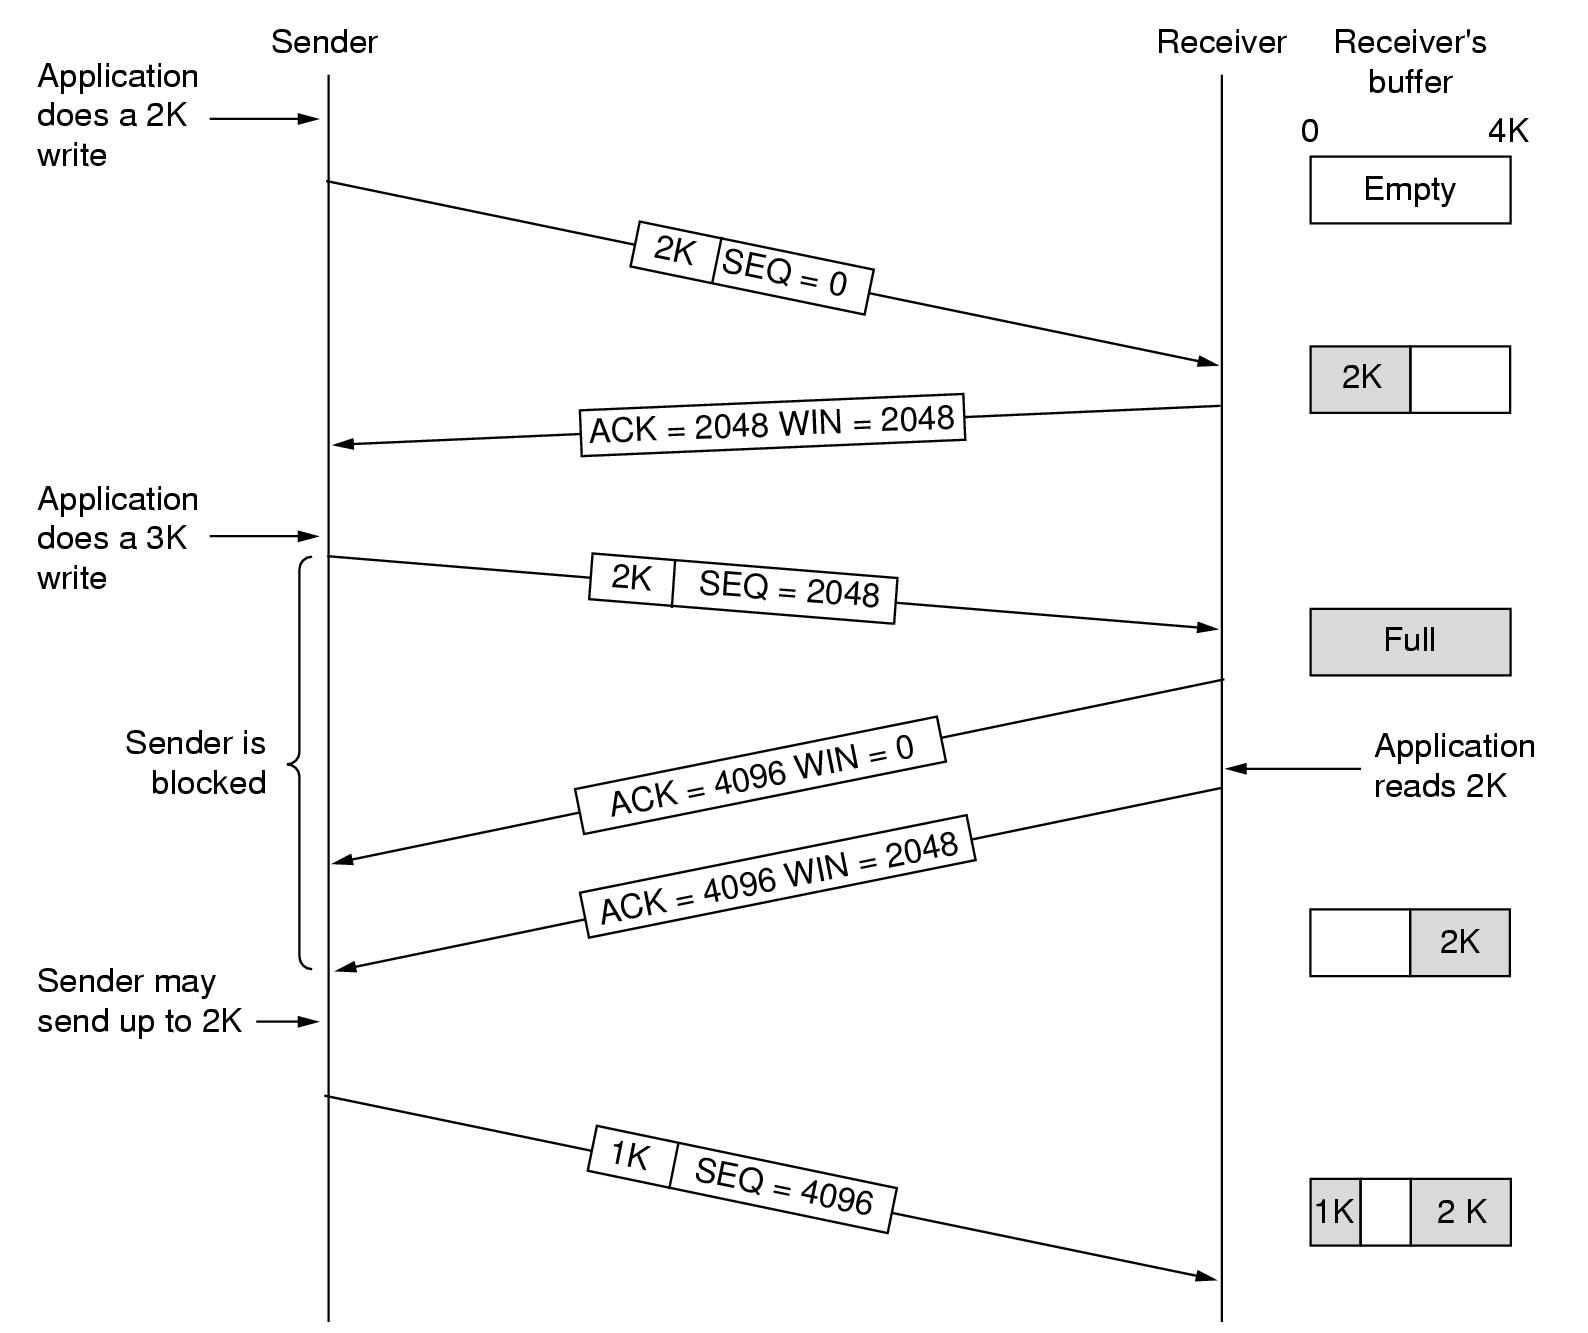 Sender
Receiver
Receiver's
buffer
Application
does a 2K
write
0
4K
Empty
2K
SEQ = 0
2K
ACK = 2048 WIN = 2048
Application
does a 3K
write
2K
SEQ = 2048
Full
Sender is
blocked
ACK = 4096 WIN = 0
Application
reads 2K
ACK = 4096 WIN = 2048
2K
Sender may
send up to 2K
1K
SEQ = 4096
1K
2 K